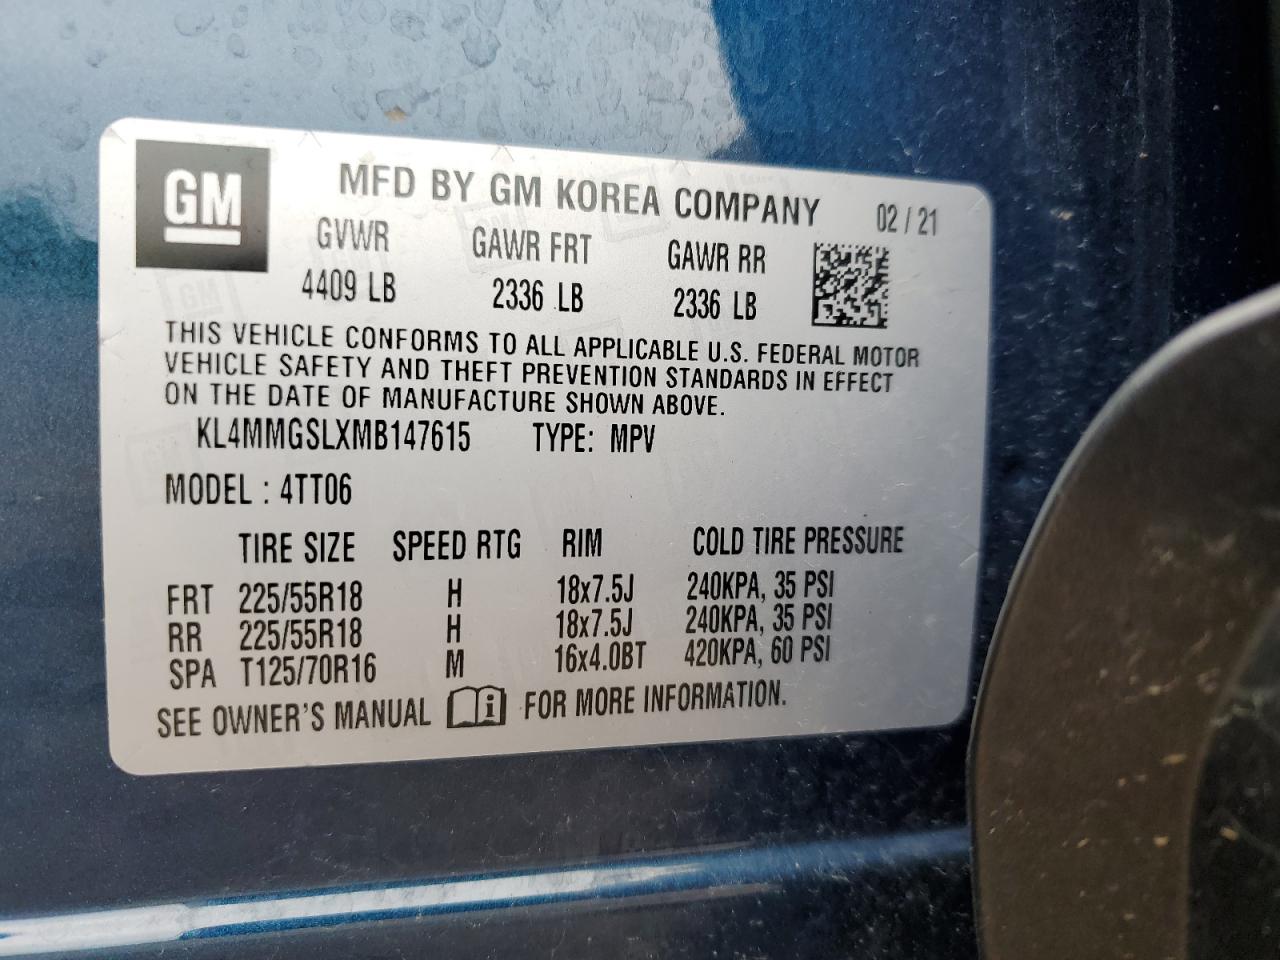 GM
MFD BY GM KOREA COMPANY 02 / 21
GVWR GAWR FRT GAWR RR
4409 LB 2336 LB 2336 LB
THIS VEHICLE CONFORMS TO ALL APPLICABLE U.S. FEDERAL MOTOR
VEHICLE SAFETY AND THEFT PREVENTION STANDARDS IN EFFECT
ON THE DATE OF MANUFACTURE SHOWN ABOVE.
KL4MMGSLXMB147615 TYPE: MPV
MODEL : 4TT06
TIRE SIZE SPEED RTG RIM COLD TIRE PRESSURE
FRT 225/55R18 H 18x7.5J 240KPA, 35 PSI
RR 225/55R18 H 18x7.5J 240KPA, 35 PSI
SPA T125/70R16 M 16x4.0BT 420KPA, 60 PSI
SEE OWNER'S MANUAL i FOR MORE INFORMATION.